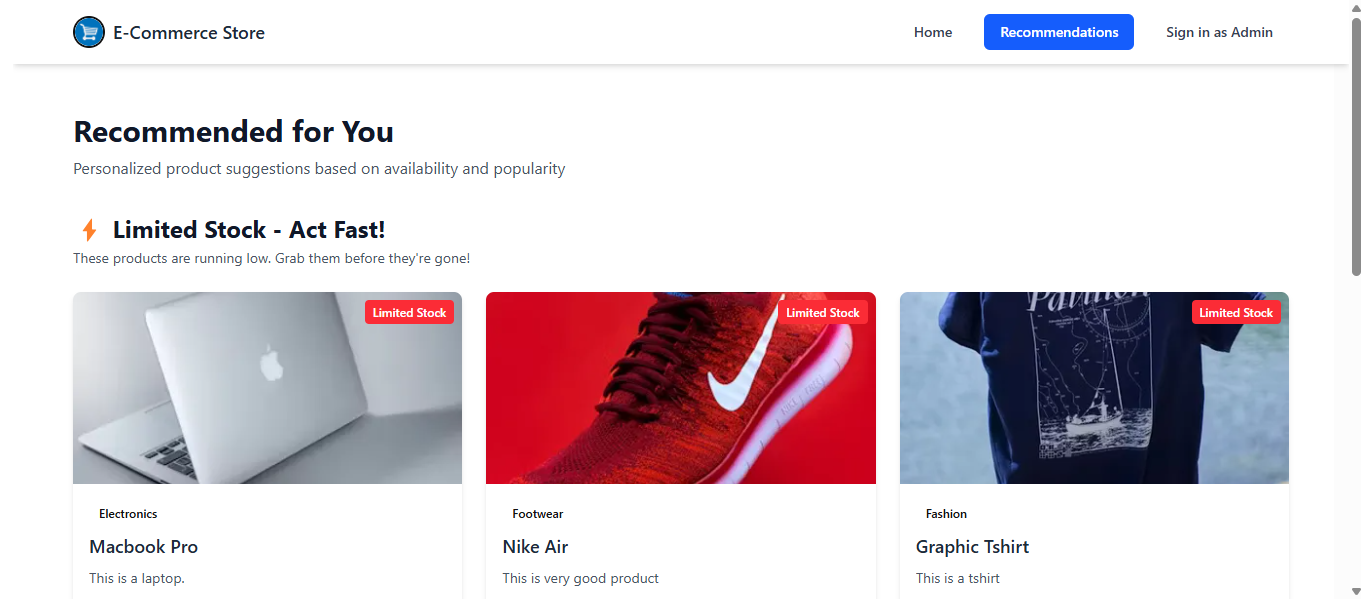 E-Commerce Store
Home
Recommendations
Sign in as Admin
Recommended for You
Personalized product suggestions based on availability and popularity
Limited Stock - Act Fast!
These products are running low. Grab them before they're gone!
Limited Stock
Limited Stock
Limited Stock
Electronics
Footwear
Fashion
Macbook Pro
Nike Air
Graphic Tshirt
This is a laptop.
This is very good product
This is a tshirt